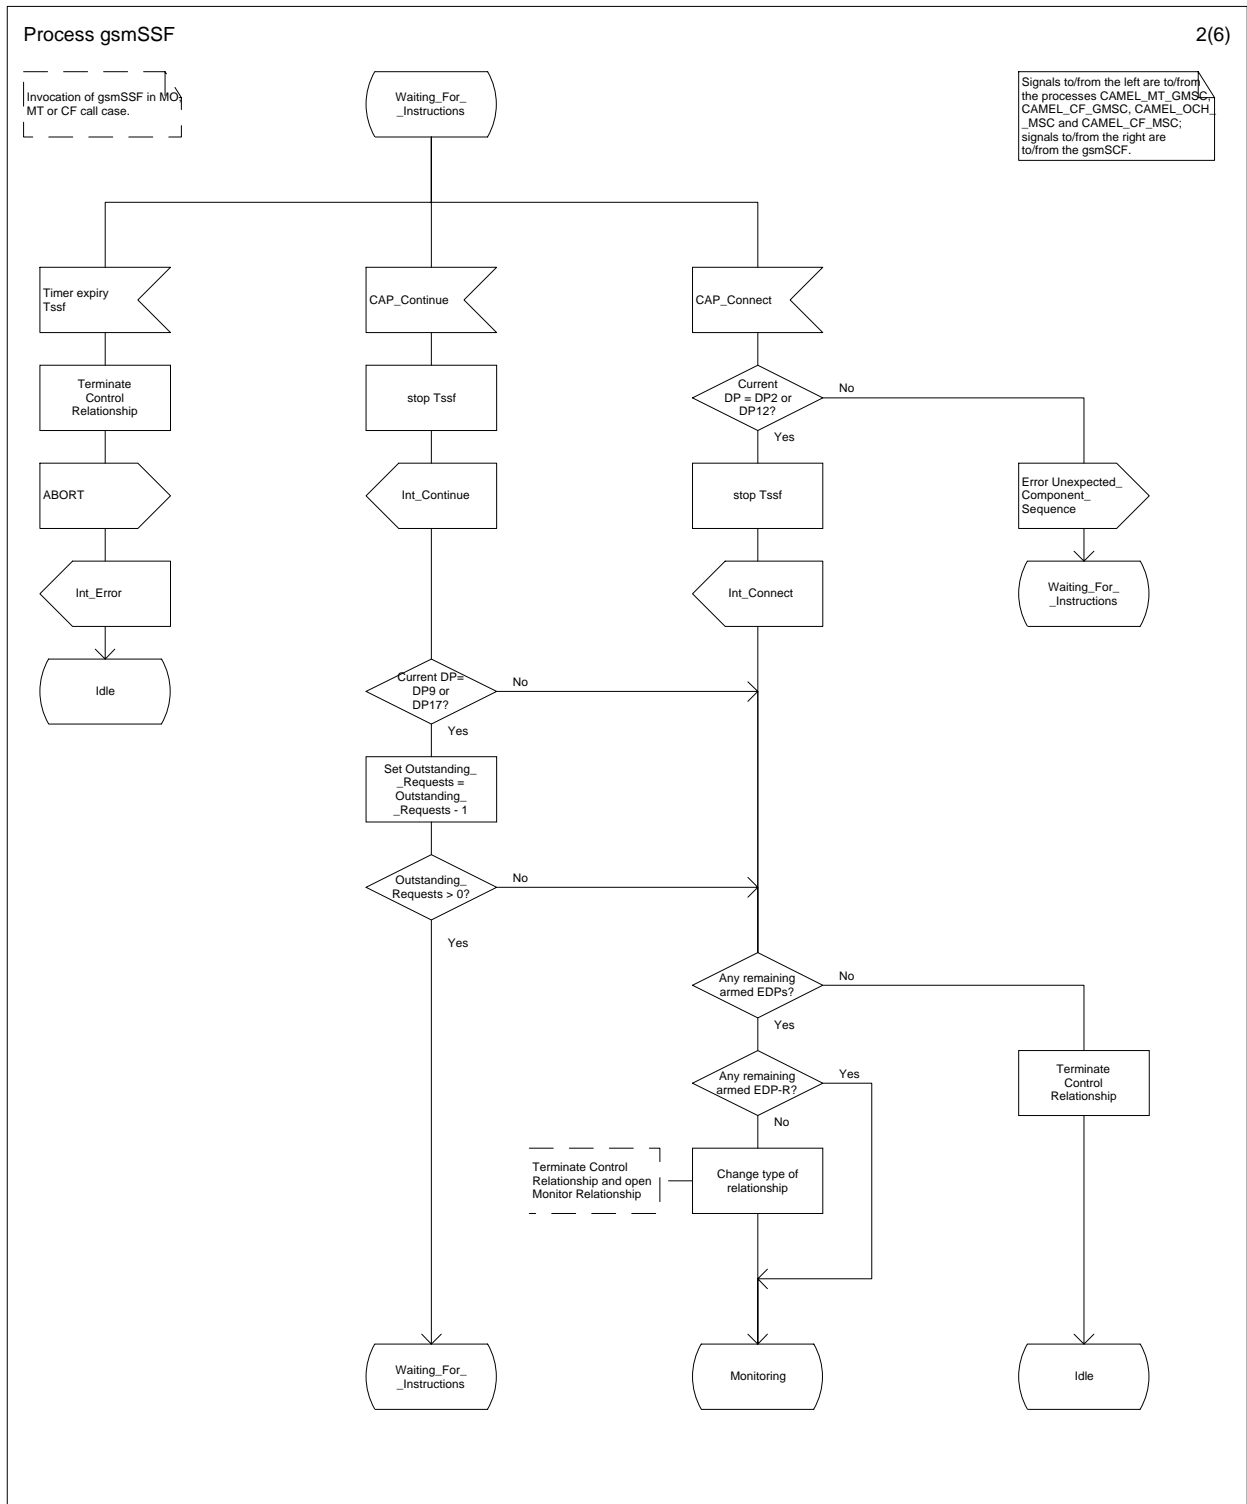 Process gsmSSF
2(6)
Invocation of gsmSSF in MO-
MT or CF call case.
Waiting_For_
_Instructions
Signals to/from the left are to/from
the processes CAMEL_MT_GMSC,
CAMEL_CF_GMSC, CAMEL_OCH_
_MSC and CAMEL_CF_MSC;
signals to/from the right are
to/from the gsmSCF.
Timer expiry
Tssf
CAP_Continue
CAP_Connect
Terminate
Control
Relationship
stop Tssf
Current
DP = DP2 or
DP12?
No
Yes
ABORT
Int_Continue
stop Tssf
Error Unexpected_
Component_
Sequence
Int_Error
Int_Connect
Waiting_For_
_Instructions
Idle
Current DP=
DP9 or
DP17?
No
Yes
Set Outstanding_
_Requests =
Outstanding_
_Requests - 1
Outstanding_
Requests > 0?
No
Yes
Any remaining
armed EDPs?
No
Yes
Any remaining
armed EDP-R?
Yes
No
Terminate
Control
Relationship
Terminate Control
Relationship and open
Monitor Relationship
Change type of
relationship
Waiting_For_
_Instructions
Monitoring
Idle